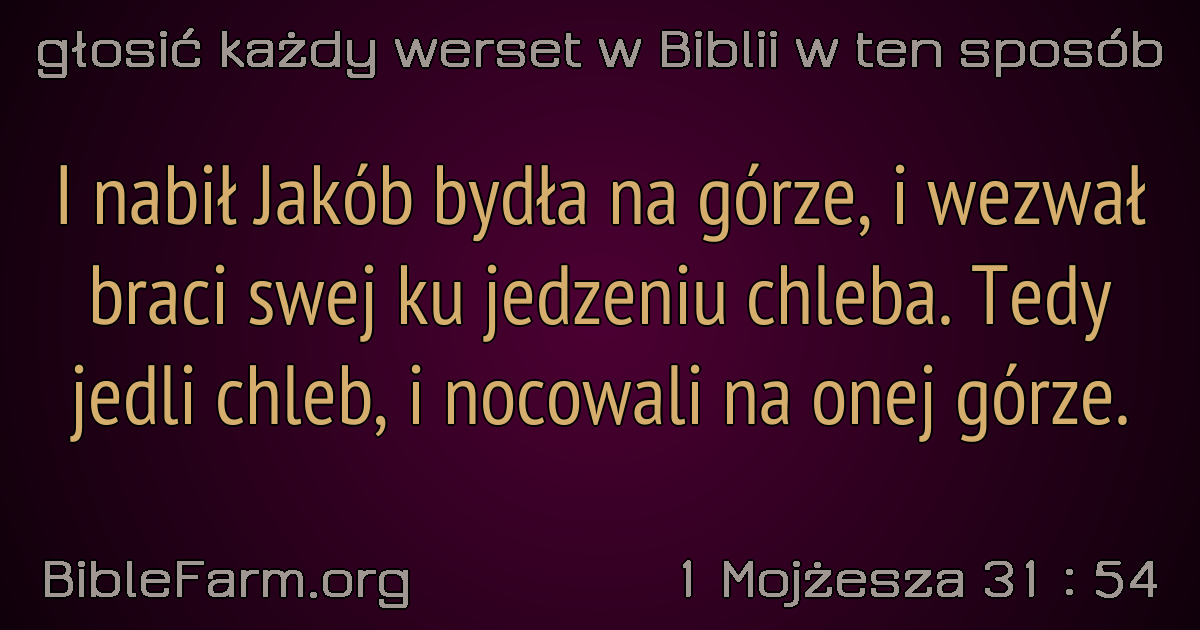 głosić każdy werset w Biblii w ten sposób
I nabił Jakób bydła na górze, i wezwał
braci swej ku jedzeniu chleba. Tedy
jedli chleb, i nocowali na onej górze.
BibleFarm.org
1 Mojżesza 31 : 54